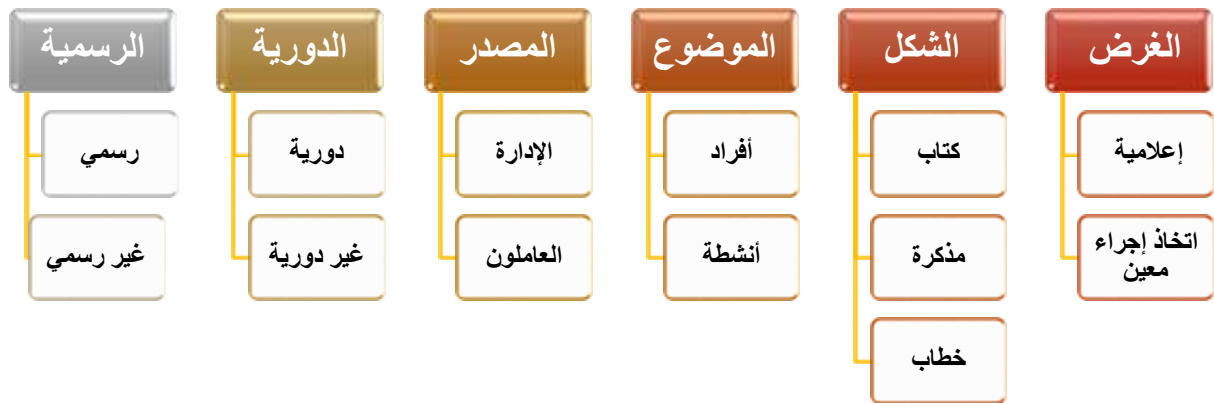 الغرض
إعلامية
اتخاذ إجراء
معين
الشكل
كتاب
مذكرة
خطاب
الموضوع
أفراد
أنشطة
المصدر
الإدارة
العاملون
الدورية
دورية
غير دورية
الرسمية
رسمي
غير رسمي